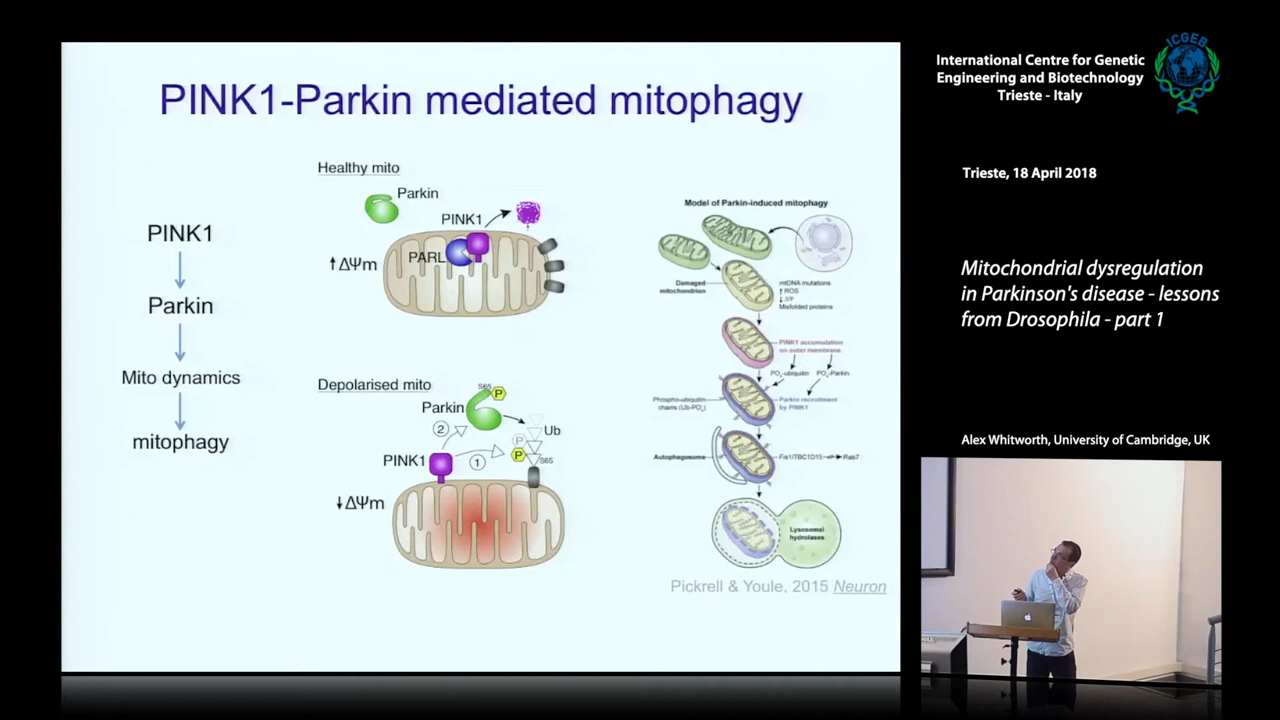 PINK1-Parkin mediated mitophagy
PINK1
Parkin
Mito dynamics
mitophagy
Healthy mito
Parkin
PINK1
PARL
↑ΔΨm
Depolarised mito
S65
P
Parkin
2
Ub
P
PINK1
1
P
S65
↓ΔΨm
Model of Parkin-induced mitophagy
Damaged
mitochondrion
mtDNA mutations
↑ROS
↓ΔΨ
Misfolded proteins
PINK1 accumulation
on outer membrane
PO₄-ubiquitin
PO₄-Parkin
Phospho-ubiquitin
chains (Ub-PO₄)
Parkin recruitment
by PINK1
Autophagosome
Fis1/TBC1D15
Rab7
Lysosomal
hydrolases
Pickrell & Youle, 2015 Neuron
International Centre for Genetic
Engineering and Biotechnology
Trieste - Italy
ICGEB
Trieste, 18 April 2018
Mitochondrial dysregulation
in Parkinson's disease - lessons
from Drosophila - part 1
Alex Whitworth, University of Cambridge, UK